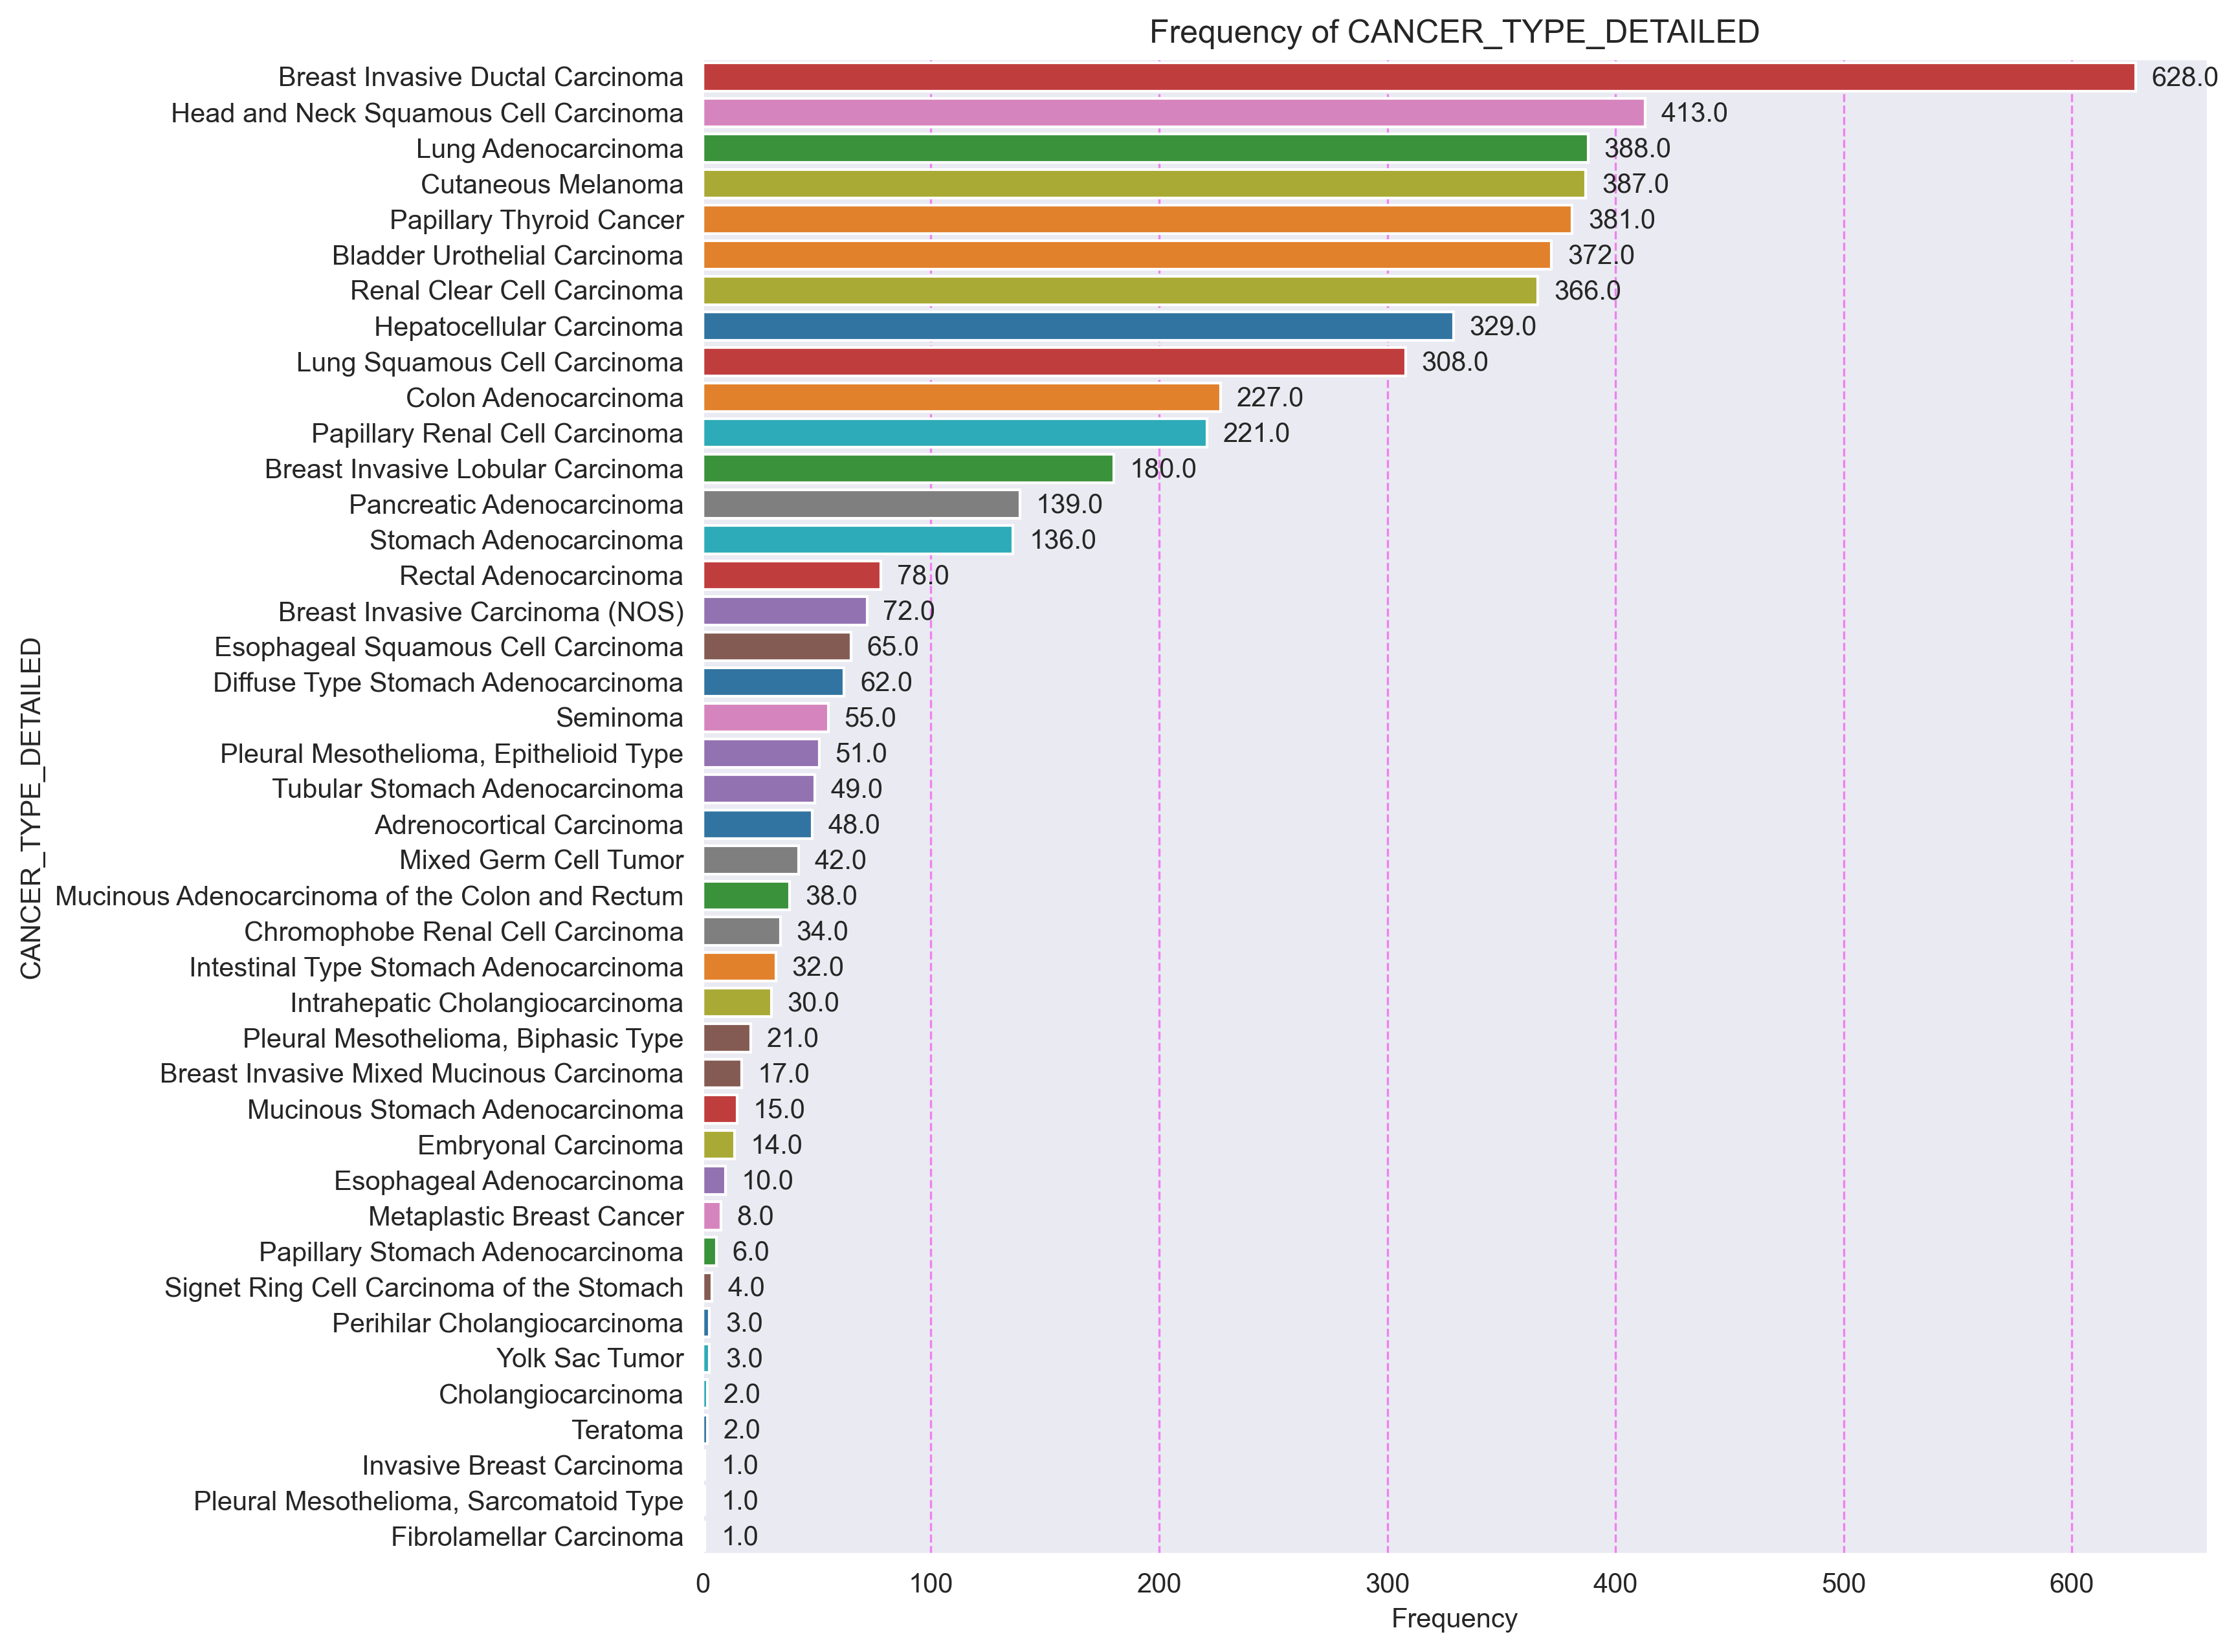 Frequency of CANCER_TYPE_DETAILED
Breast Invasive Ductal Carcinoma 628.0
Head and Neck Squamous Cell Carcinoma 413.0
Lung Adenocarcinoma 388.0
Cutaneous Melanoma 387.0
Papillary Thyroid Cancer 381.0
Bladder Urothelial Carcinoma 372.0
Renal Clear Cell Carcinoma 366.0
Hepatocellular Carcinoma 329.0
Lung Squamous Cell Carcinoma 308.0
Colon Adenocarcinoma 227.0
Papillary Renal Cell Carcinoma 221.0
Breast Invasive Lobular Carcinoma 180.0
Pancreatic Adenocarcinoma 139.0
Stomach Adenocarcinoma 136.0
Rectal Adenocarcinoma 78.0
Breast Invasive Carcinoma (NOS) 72.0
Esophageal Squamous Cell Carcinoma 65.0
Diffuse Type Stomach Adenocarcinoma 62.0
Seminoma 55.0
Pleural Mesothelioma, Epithelioid Type 51.0
Tubular Stomach Adenocarcinoma 49.0
Adrenocortical Carcinoma 48.0
Mixed Germ Cell Tumor 42.0
Mucinous Adenocarcinoma of the Colon and Rectum 38.0
Chromophobe Renal Cell Carcinoma 34.0
Intestinal Type Stomach Adenocarcinoma 32.0
Intrahepatic Cholangiocarcinoma 30.0
Pleural Mesothelioma, Biphasic Type 21.0
Breast Invasive Mixed Mucinous Carcinoma 17.0
Mucinous Stomach Adenocarcinoma 15.0
Embryonal Carcinoma 14.0
Esophageal Adenocarcinoma 10.0
Metaplastic Breast Cancer 8.0
Papillary Stomach Adenocarcinoma 6.0
Signet Ring Cell Carcinoma of the Stomach 4.0
Perihilar Cholangiocarcinoma 3.0
Yolk Sac Tumor 3.0
Cholangiocarcinoma 2.0
Teratoma 2.0
Invasive Breast Carcinoma 1.0
Pleural Mesothelioma, Sarcomatoid Type 1.0
Fibrolamellar Carcinoma 1.0
CANCER_TYPE_DETAILED
0 100 200 300 400 500 600
Frequency